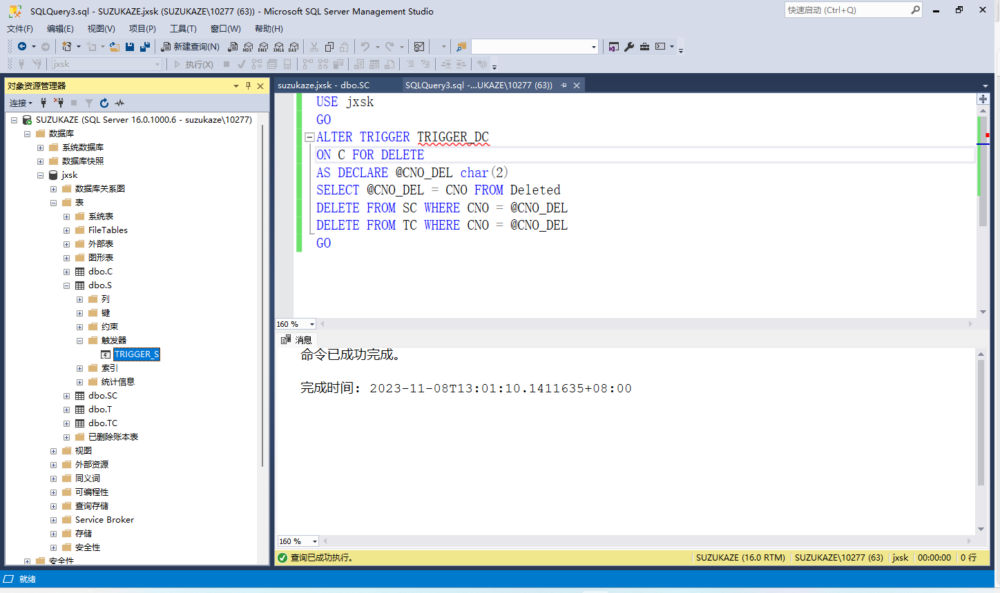 SQLQuery3.sql - SUZUKAZE.jxsk (SUZUKAZE\10277 (63)) - Microsoft SQL Server Management Studio
快速启动 (Ctrl+Q)
文件(F) 编辑(E) 视图(V) 项目(P) 工具(T) 窗口(W) 帮助(H)
新建查询(N) MDX DMX XMLA DAX
jxsk 执行(X)
对象资源管理器
连接
SUZUKAZE (SQL Server 16.0.1000.6 - suzukaze\10277)
数据库
系统数据库
数据库快照
jxsk
数据库关系图
表
系统表
FileTables
外部表
图形表
dbo.C
dbo.S
列
键
约束
触发器
TRIGGER_S
索引
统计信息
dbo.SC
dbo.T
dbo.TC
已删除账本表
视图
外部资源
同义词
可编程性
查询存储
Service Broker
存储
安全性
安全性
suzukaze.jxsk - dbo.SC SQLQuery3.sql -...UKAZE\10277 (63))
USE jxsk
GO
ALTER TRIGGER TRIGGER_DC
ON C FOR DELETE
AS DECLARE @CNO_DEL char(2)
SELECT @CNO_DEL = CNO FROM Deleted
DELETE FROM SC WHERE CNO = @CNO_DEL
DELETE FROM TC WHERE CNO = @CNO_DEL
GO
160 %
消息
命令已成功完成。
完成时间: 2023-11-08T13:01:10.1411635+08:00
160 %
查询已成功执行。 SUZUKAZE (16.0 RTM) SUZUKAZE\10277 (63) jxsk 00:00:00 0 行
就绪